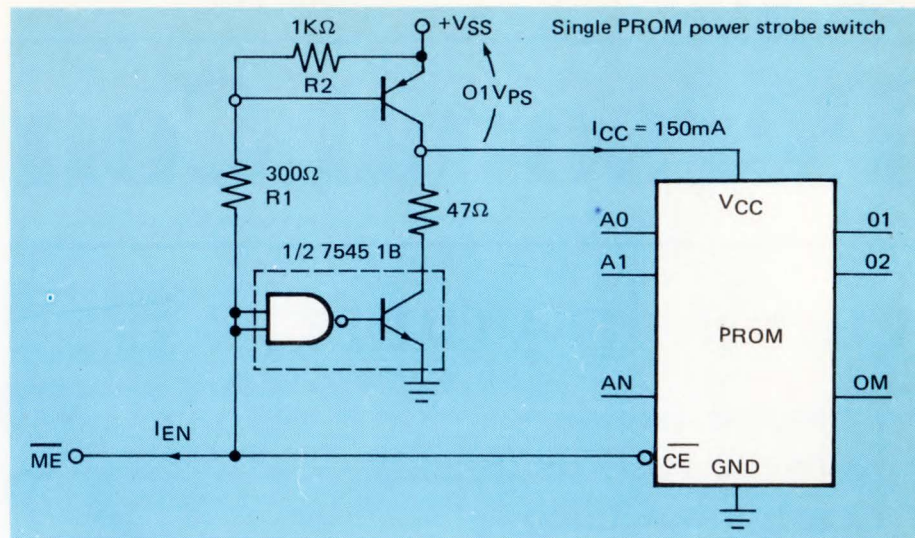 Single PROM power strobe switch
1KΩ
+VSS
R2
O1VPS
ICC = 150mA
300Ω
R1
47Ω
VCC
A0
A1
AN
PROM
01
02
OM
1/2 7545 1B
IEN
ME
CE
GND